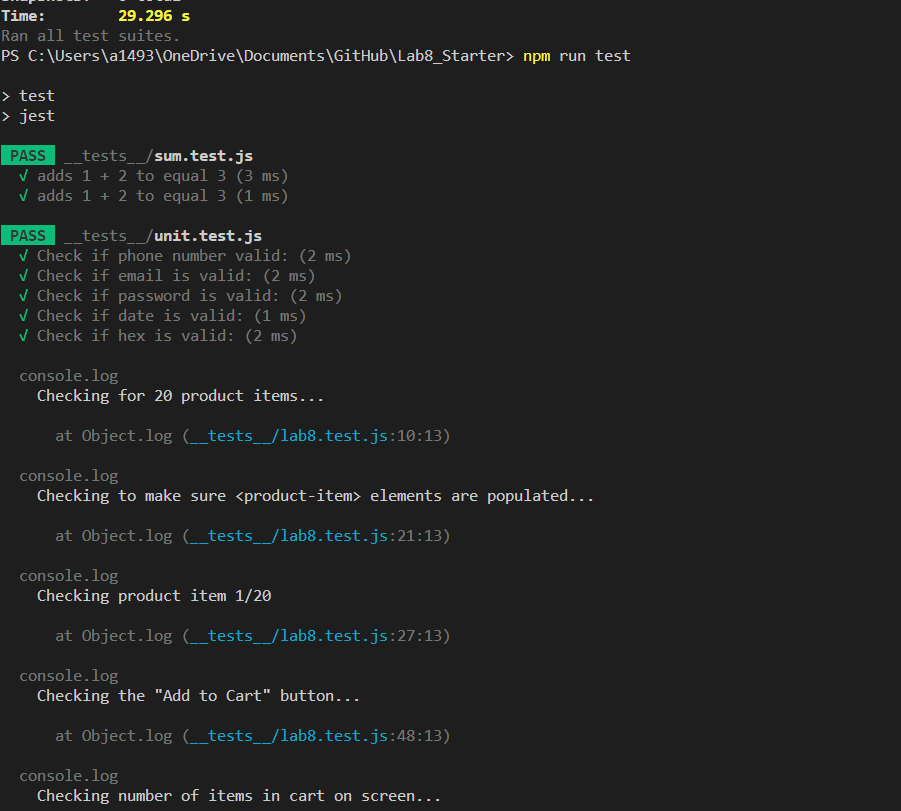 Time: 29.296 s
Ran all test suites.
PS C:\Users\a1493\OneDrive\Documents\GitHub\Lab8_Starter> npm run test
> test
> jest
PASS __tests__/sum.test.js
√ adds 1 + 2 to equal 3 (3 ms)
√ adds 1 + 2 to equal 3 (1 ms)
PASS __tests__/unit.test.js
√ Check if phone number valid: (2 ms)
√ Check if email is valid: (2 ms)
√ Check if password is valid: (2 ms)
√ Check if date is valid: (1 ms)
√ Check if hex is valid: (2 ms)
console.log
Checking for 20 product items...
at Object.log (__tests__/lab8.test.js:10:13)
console.log
Checking to make sure <product-item> elements are populated...
at Object.log (__tests__/lab8.test.js:21:13)
console.log
Checking product item 1/20
at Object.log (__tests__/lab8.test.js:27:13)
console.log
Checking the "Add to Cart" button...
at Object.log (__tests__/lab8.test.js:48:13)
console.log
Checking number of items in cart on screen...